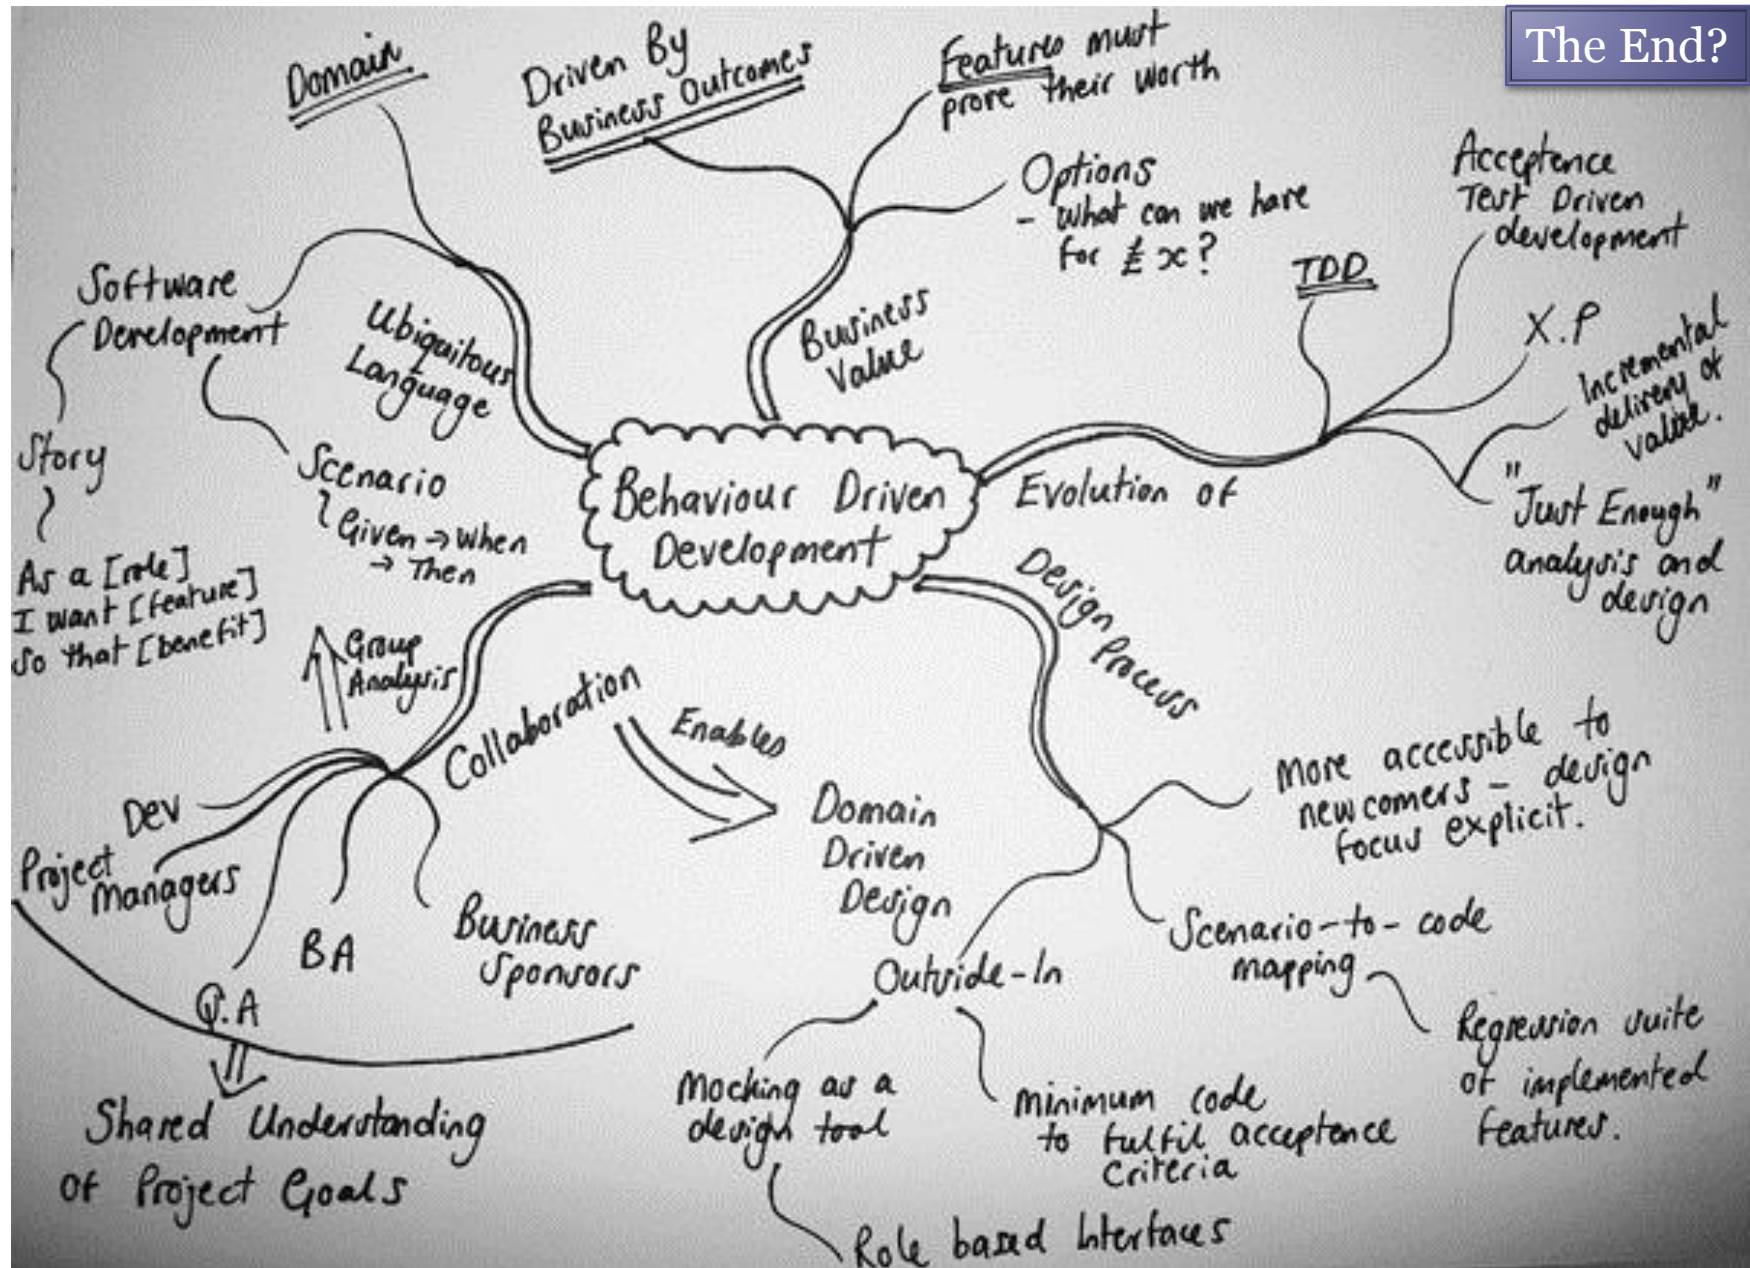 The End?
Domain
Driven By
Business Outcomes
Features must
prove their worth
Options
- What can we have
for £ x?
Business
Value
Ubiquitous
Language
Software
Development
Story
As a [role]
I want [feature]
so that [benefit]
Scenario
Given → When
→ Then
Behaviour Driven
Development
Evolution of
TDD
Acceptence
Test Driven
development
X.P
Incremental
delivery of
value.
"Just Enough"
analysis and
design
Design Process
More accessible to
newcomers - design
focus explicit.
Scenario-to-code
mapping
Regression suite
of implemented
features.
Outside-In
Mocking as a
design tool
Role based Interfaces
minimum code
to fulfil acceptence
criteria
Collaboration
Enables
Domain
Driven
Design
Group
Analysis
Dev
Project
Managers
Q.A
BA
Business
Sponsors
Shared Understanding
of Project Goals